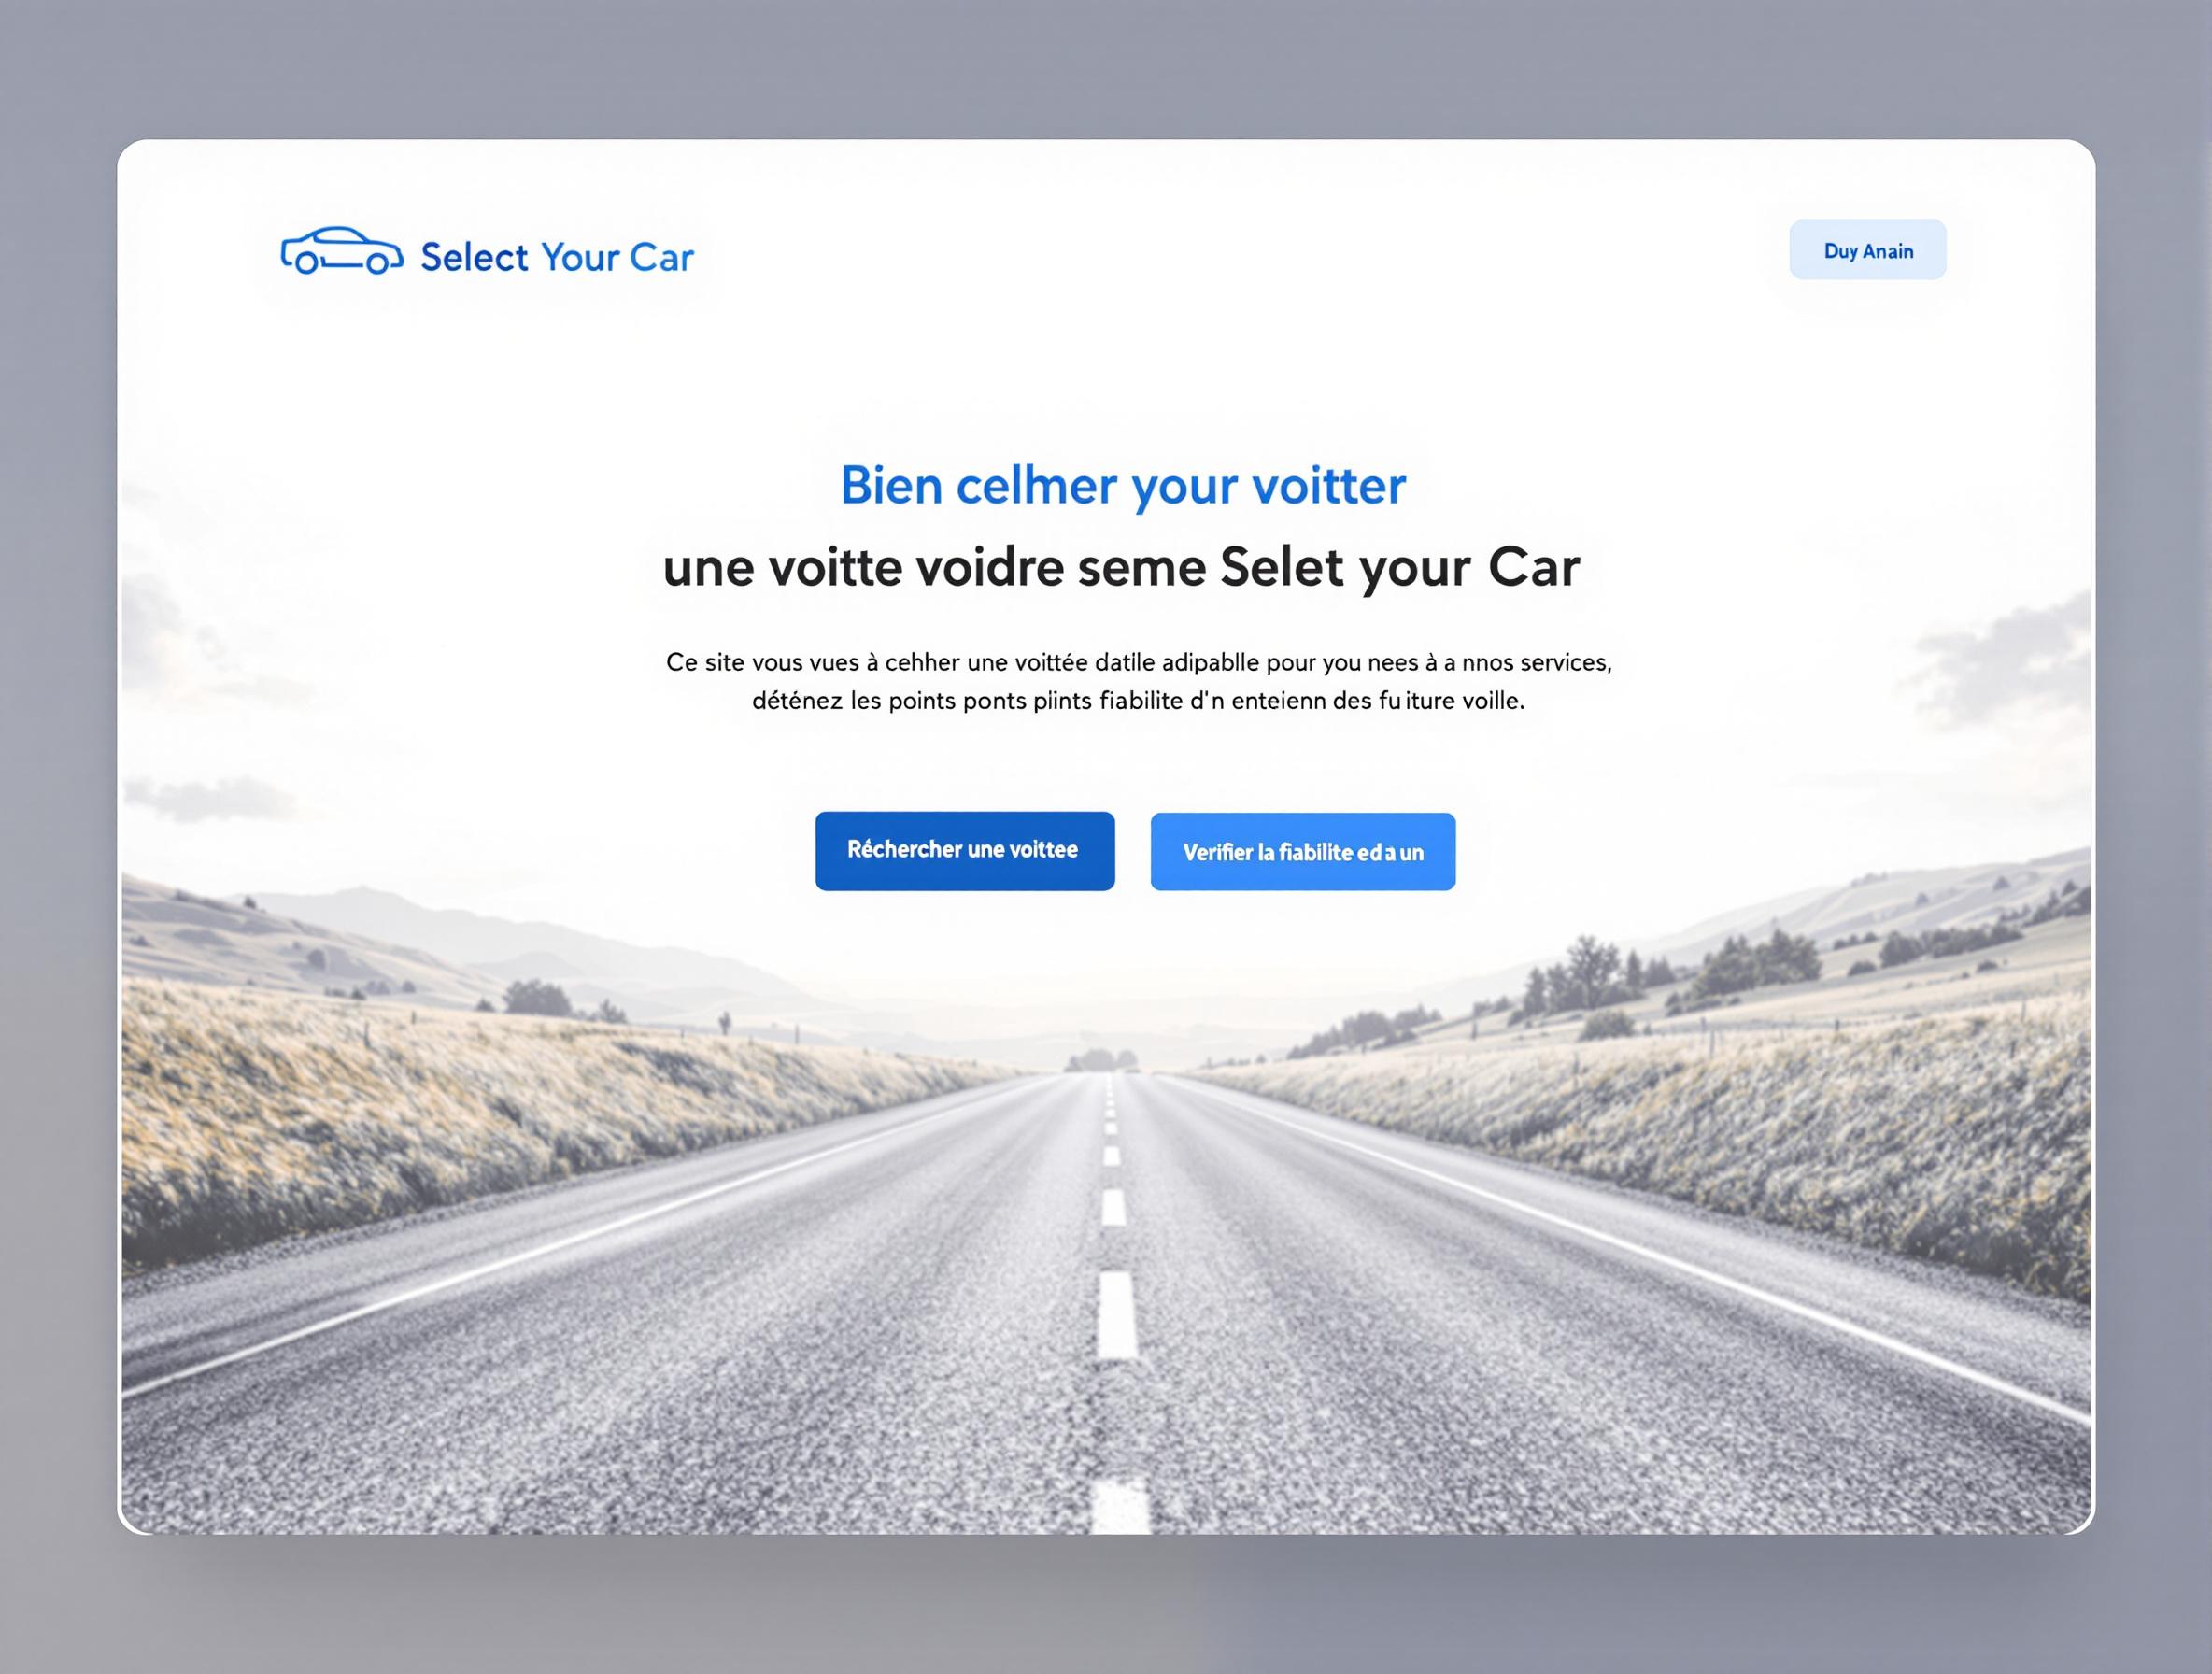 Select Your Car
Duy Anain
Bien celmer your voitter
une voitte voidre seme Selet your Car
Ce site vous vues à cehher une voittée datlle adipablle pour you nees à a nnos services,
déténez les points ponts plints fiabilite d'n enteienn des fu iture voille.
Réchercher une voittee
Verifier la fiabilite ed a un